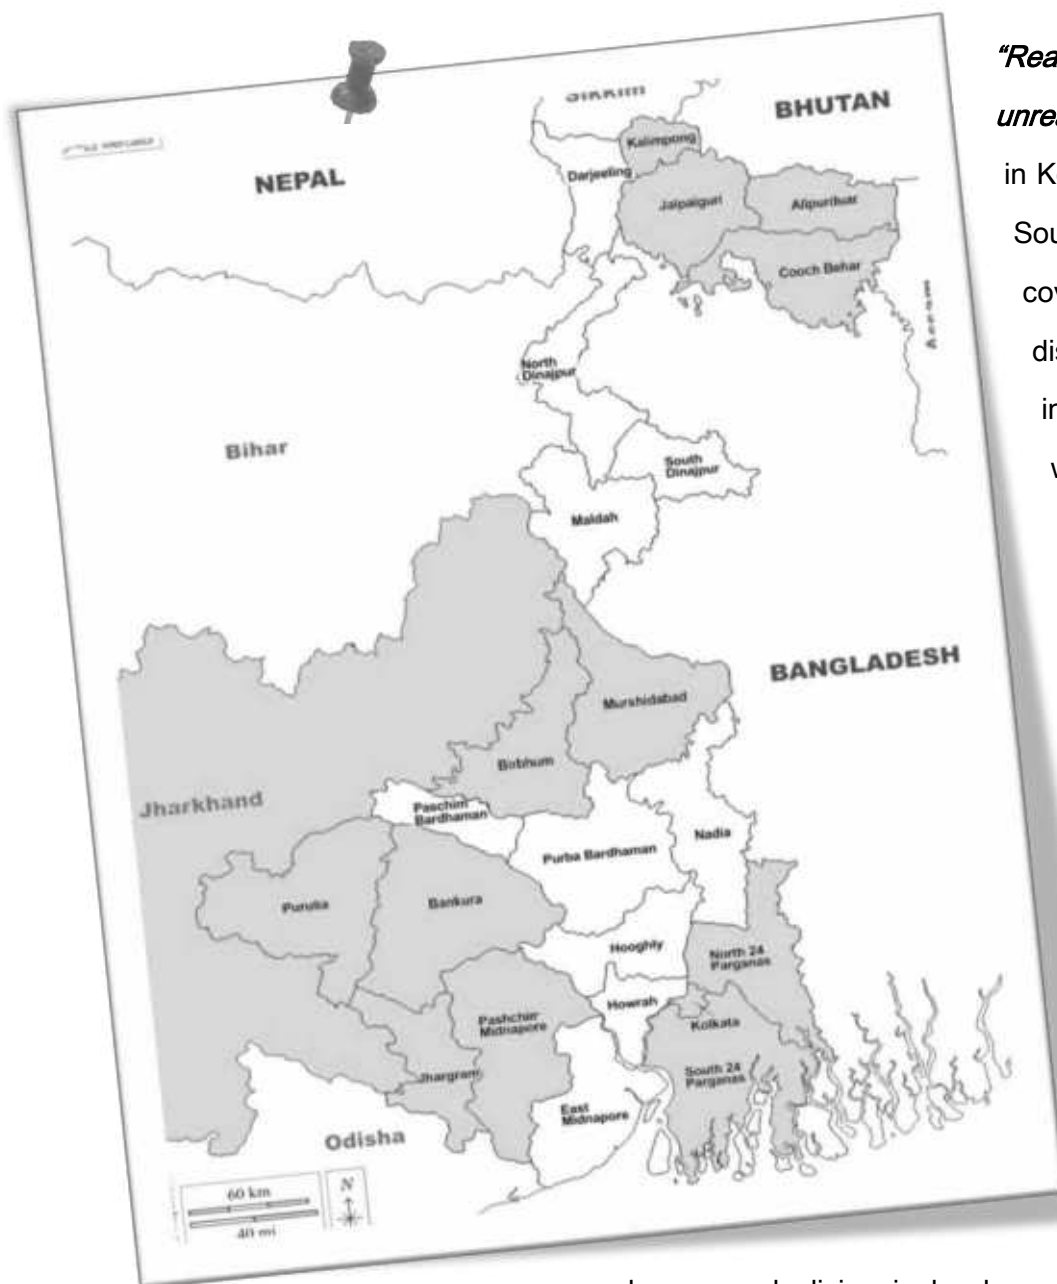 “Rea
unrea
in K
Sou
cov
dis
in
Sikkim
BHUTAN
NEPAL
Kalimpong
Darjeeling
Jalpaiguri
Alipurduar
Cooch Behar
North
Dinajpur
Bihar
South
Dinajpur
Maldah
BANGLADESH
Murshidabad
Birbhum
Jharkhand
Paschim
Bardhaman
Purba Bardhaman
Nadia
Purulia
Bankura
Hooghly
North 24
Parganas
Howrah
Kolkata
Pashchim
Midnapore
Jhargram
South 24
Parganas
East
Midnapore
Odisha
60 km
40 mi
N